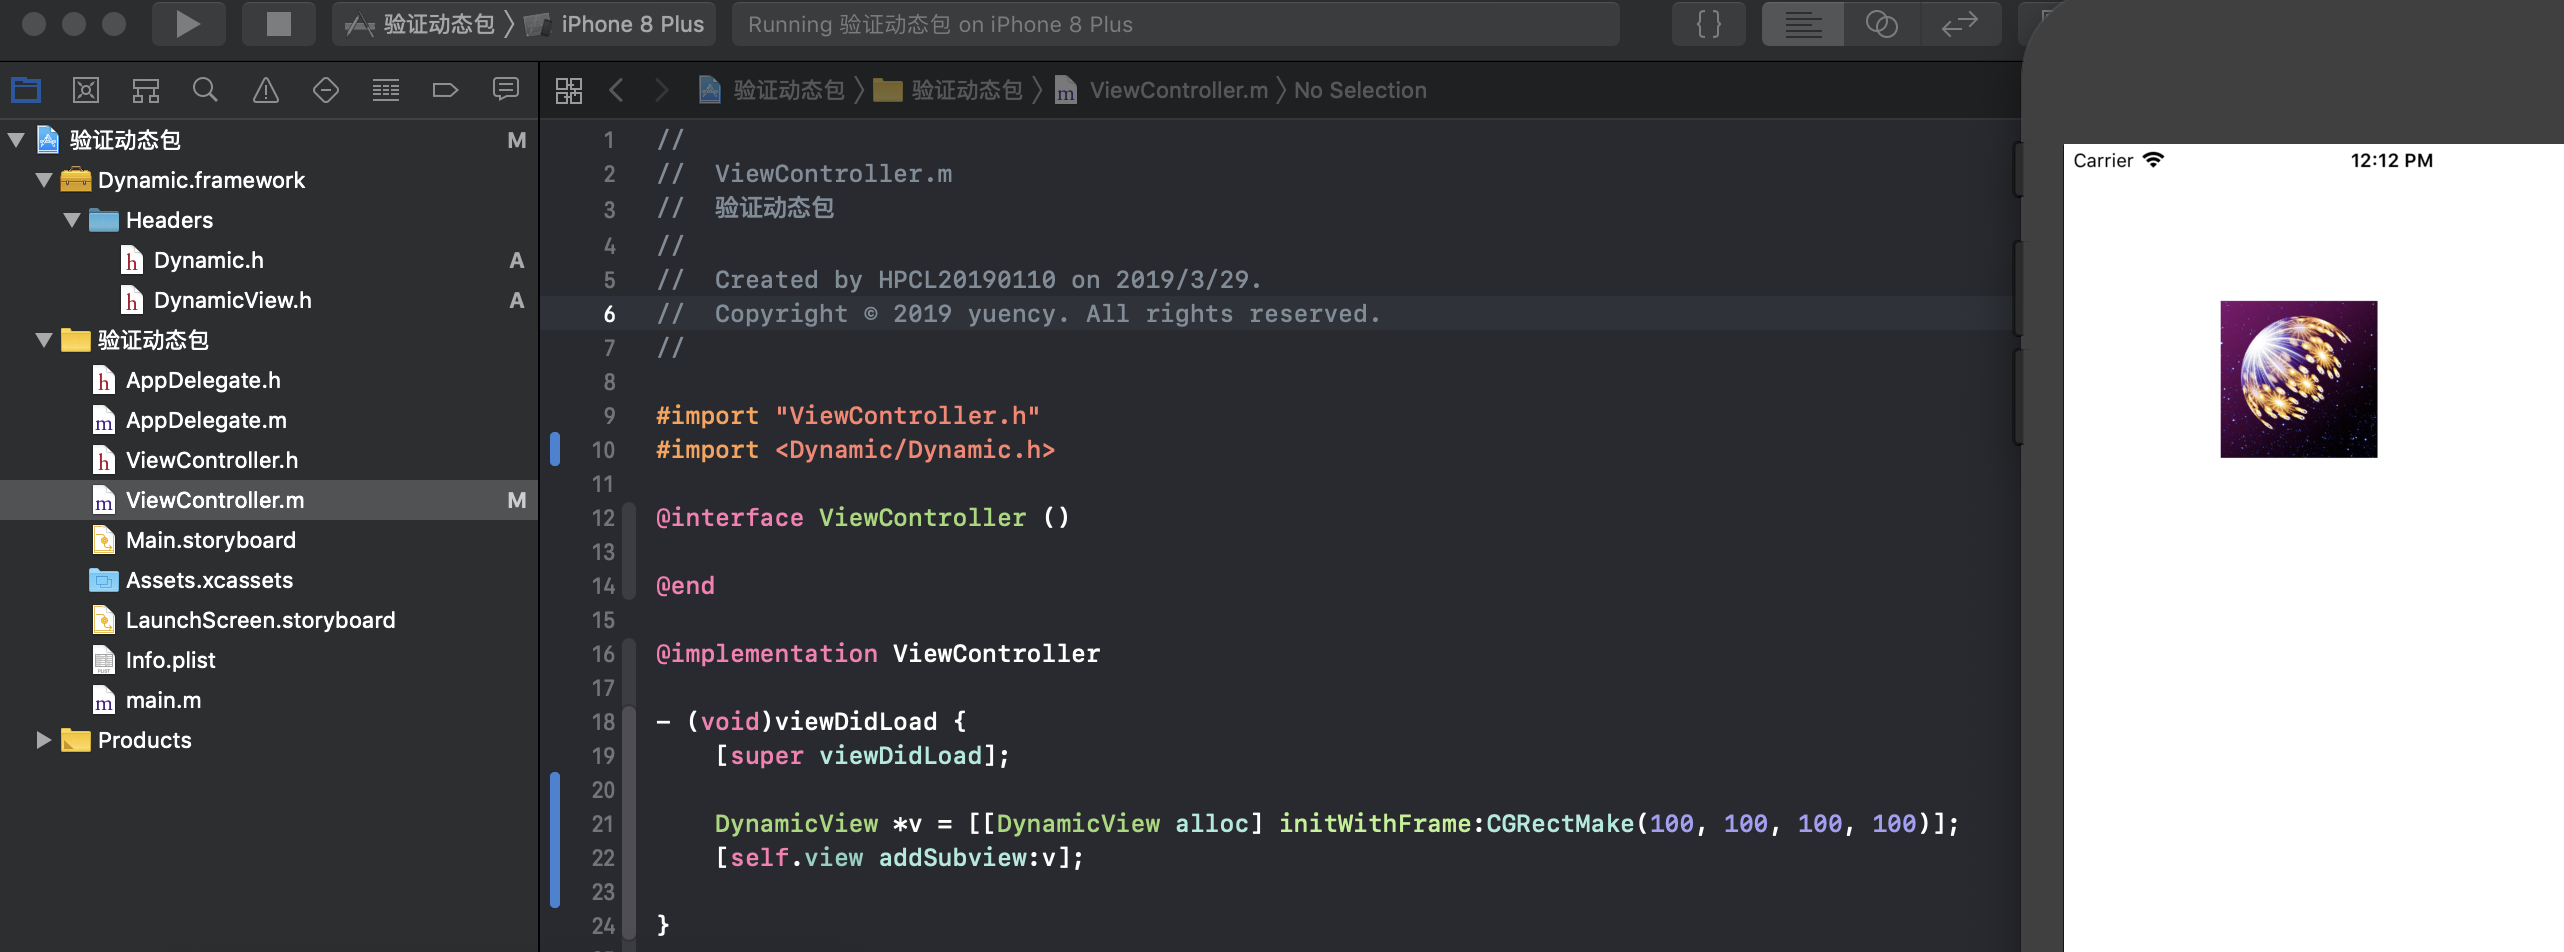 验证动态包 〉 iPhone 8 Plus
Running 验证动态包 on iPhone 8 Plus
{ }
验证动态包 M
Dynamic.framework
Headers
Dynamic.h A
DynamicView.h A
验证动态包
AppDelegate.h
AppDelegate.m
ViewController.h
ViewController.m M
Main.storyboard
Assets.xcassets
LaunchScreen.storyboard
Info.plist
main.m
Products
验证动态包 〉 验证动态包 〉 ViewController.m 〉 No Selection
1 //
2 //  ViewController.m
3 //  验证动态包
4 //
5 //  Created by HPCL20190110 on 2019/3/29.
6 //  Copyright © 2019 yuency. All rights reserved.
7 //
8
9 #import "ViewController.h"
10 #import <Dynamic/Dynamic.h>
11
12 @interface ViewController ()
13
14 @end
15
16 @implementation ViewController
17
18 - (void)viewDidLoad {
19     [super viewDidLoad];
20
21     DynamicView *v = [[DynamicView alloc] initWithFrame:CGRectMake(100, 100, 100, 100)];
22     [self.view addSubview:v];
23
24 }
Carrier 12:12 PM